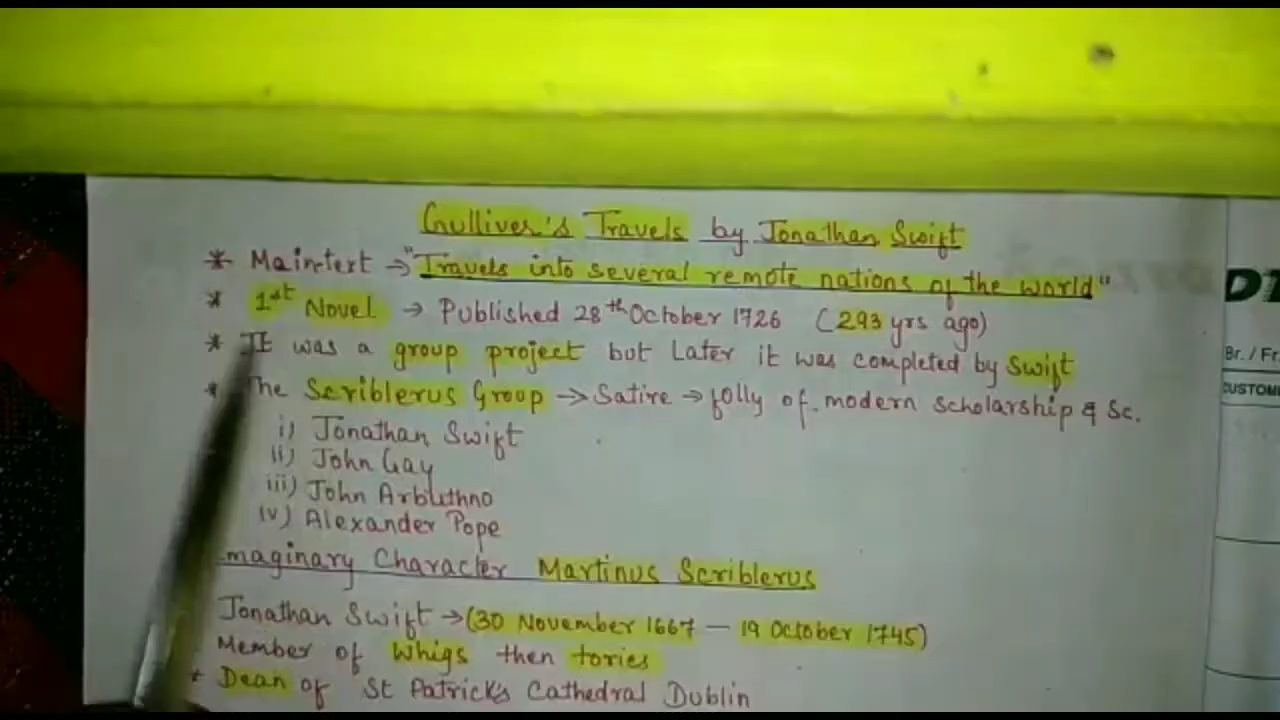 Gulliver's Travels by Jonathan Swift
* Maintext → "Travels into several remote nations of the world"
* 1st Novel → Published 28th October 1726 (293 yrs ago)
* It was a group project but Later it was completed by Swift
* The Scriblerus Group → Satire → folly of modern scholarship & Sc.
i) Jonathan Swift
ii) John Gay
iii) John Arbuthno
iv) Alexander Pope
maginary Character Martinus Scriblerus
Jonathan Swift → (30 November 1667 — 19 October 1745)
Member of Whigs then tories
* Dean of St Patrick's Cathedral Dublin
DT
Br. / Fr.
CUSTOM